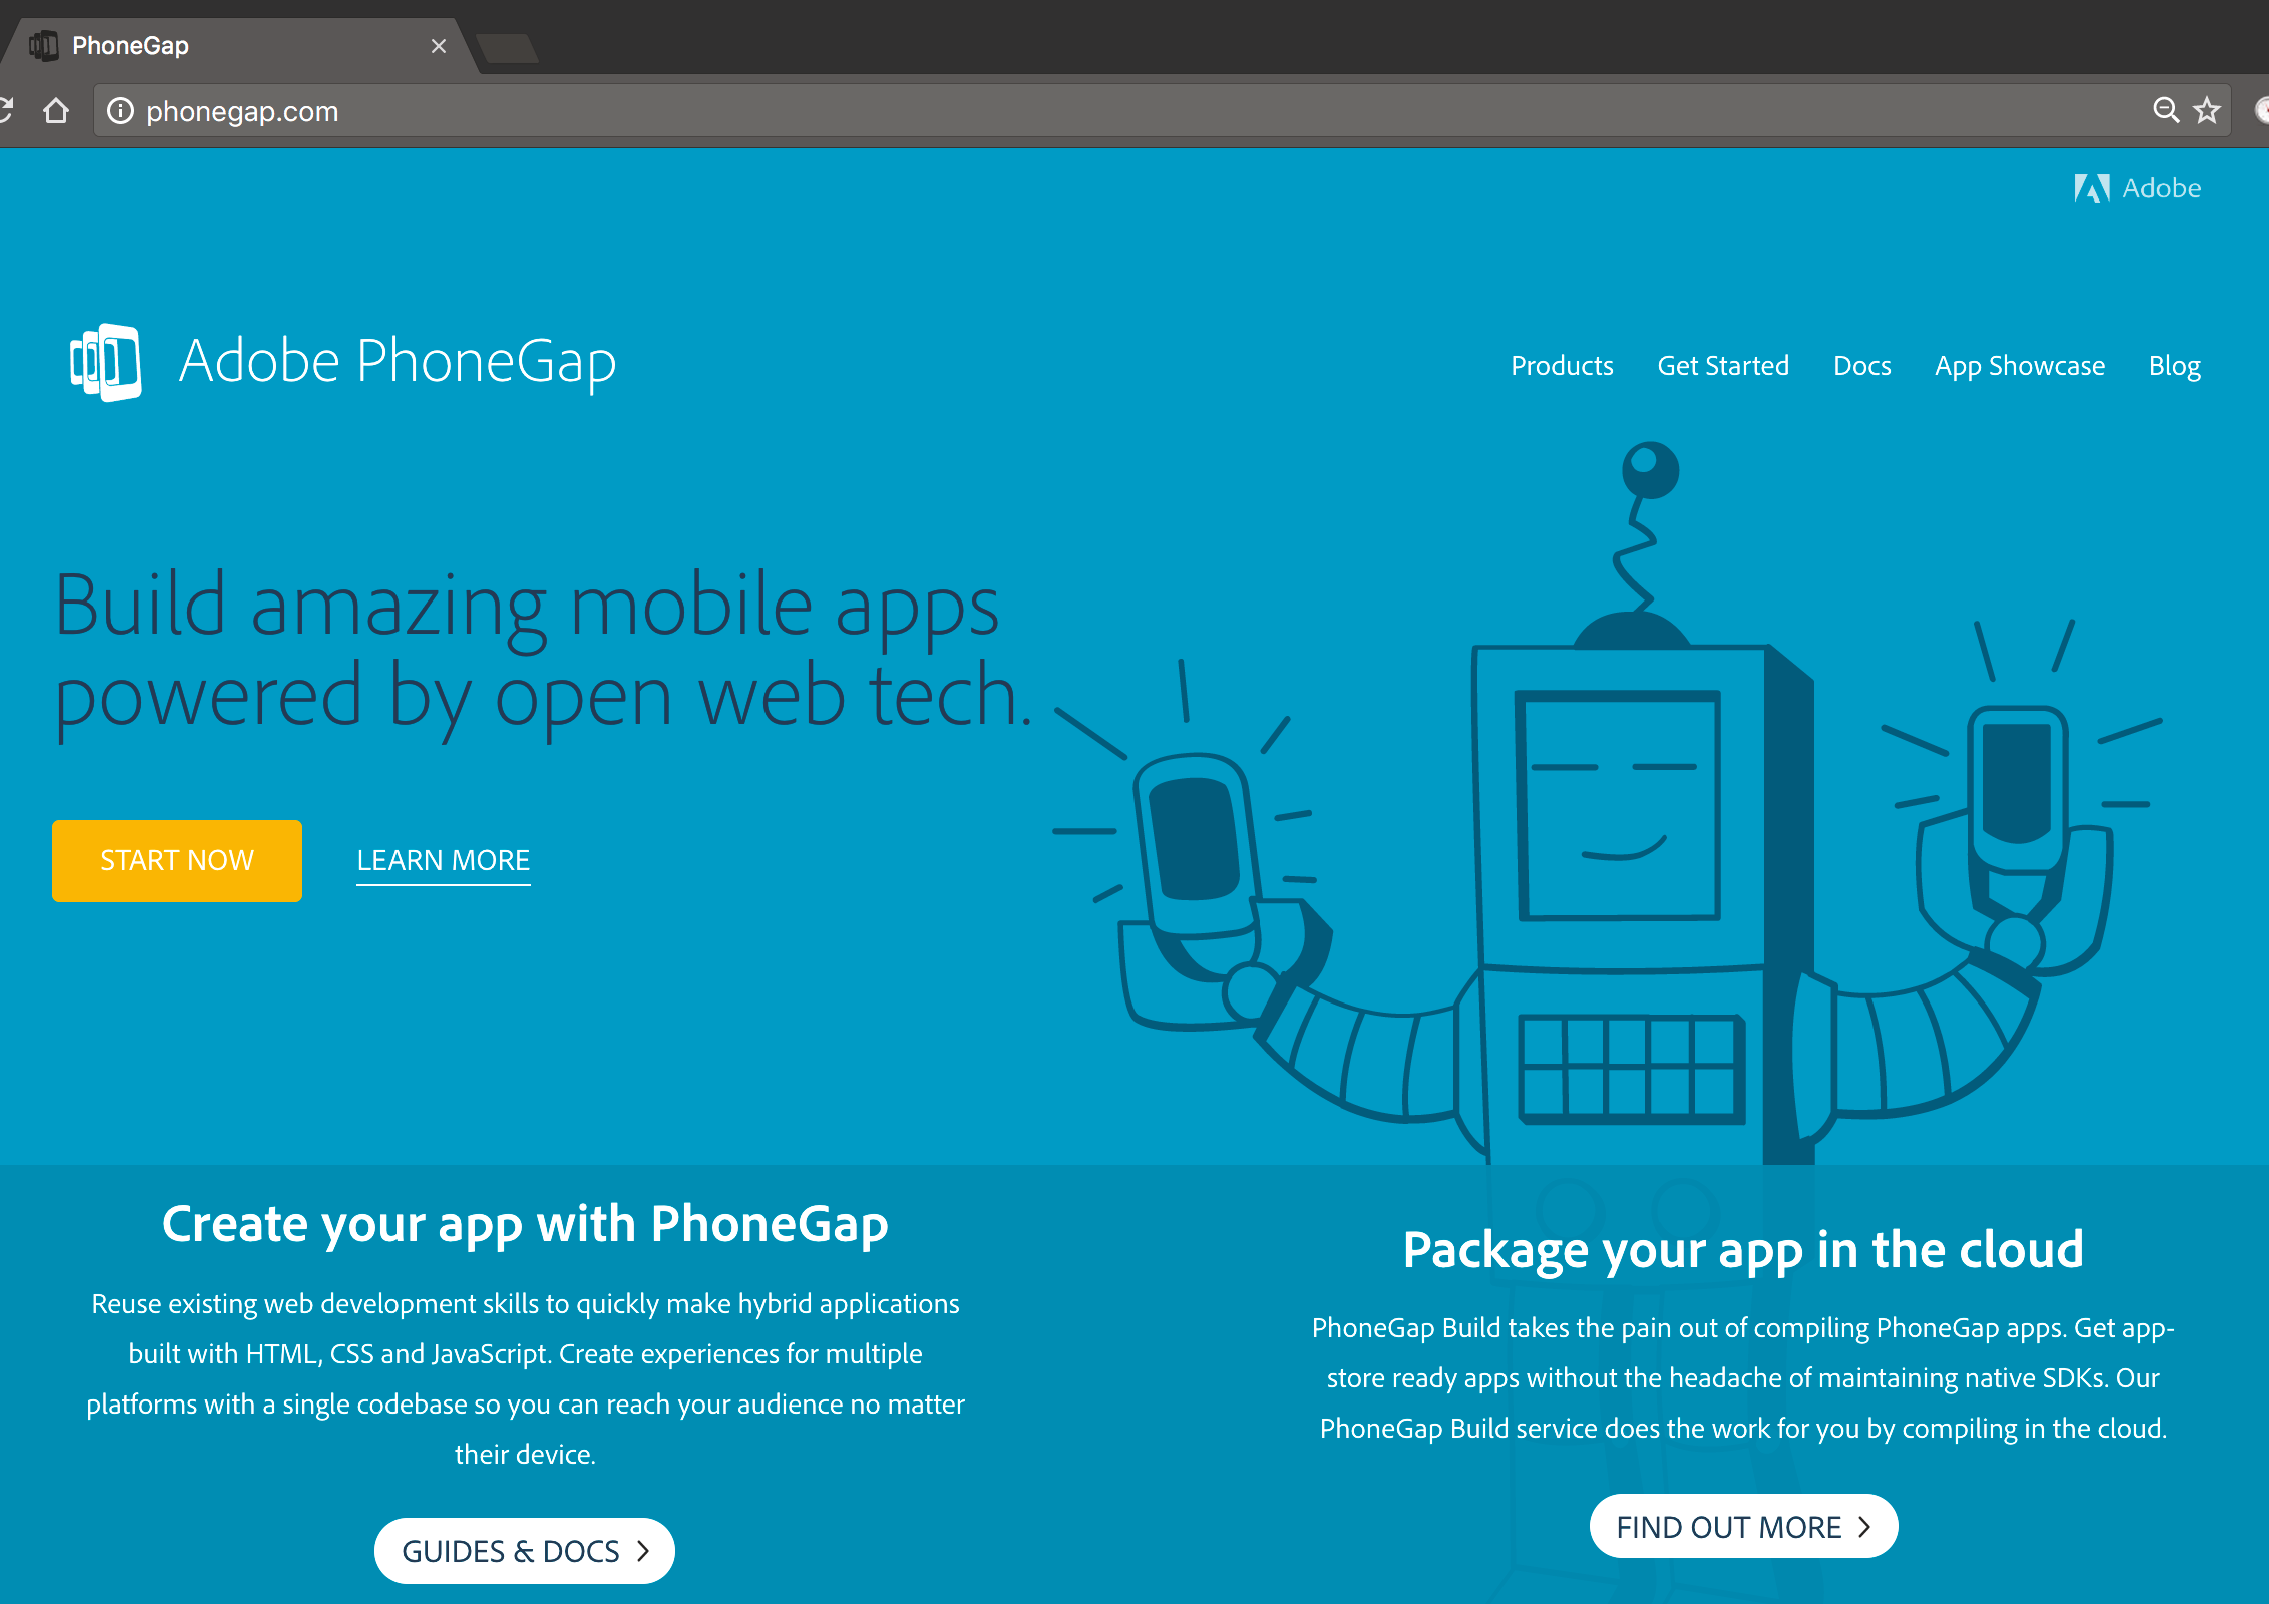 PhoneGap
phonegap.com
Adobe
Adobe PhoneGap
Products Get Started Docs App Showcase Blog
Build amazing mobile apps
powered by open web tech.
START NOW LEARN MORE
Create your app with PhoneGap
Reuse existing web development skills to quickly make hybrid applications
built with HTML, CSS and JavaScript. Create experiences for multiple
platforms with a single codebase so you can reach your audience no matter
their device.
GUIDES & DOCS
Package your app in the cloud
PhoneGap Build takes the pain out of compiling PhoneGap apps. Get app-
store ready apps without the headache of maintaining native SDKs. Our
PhoneGap Build service does the work for you by compiling in the cloud.
FIND OUT MORE